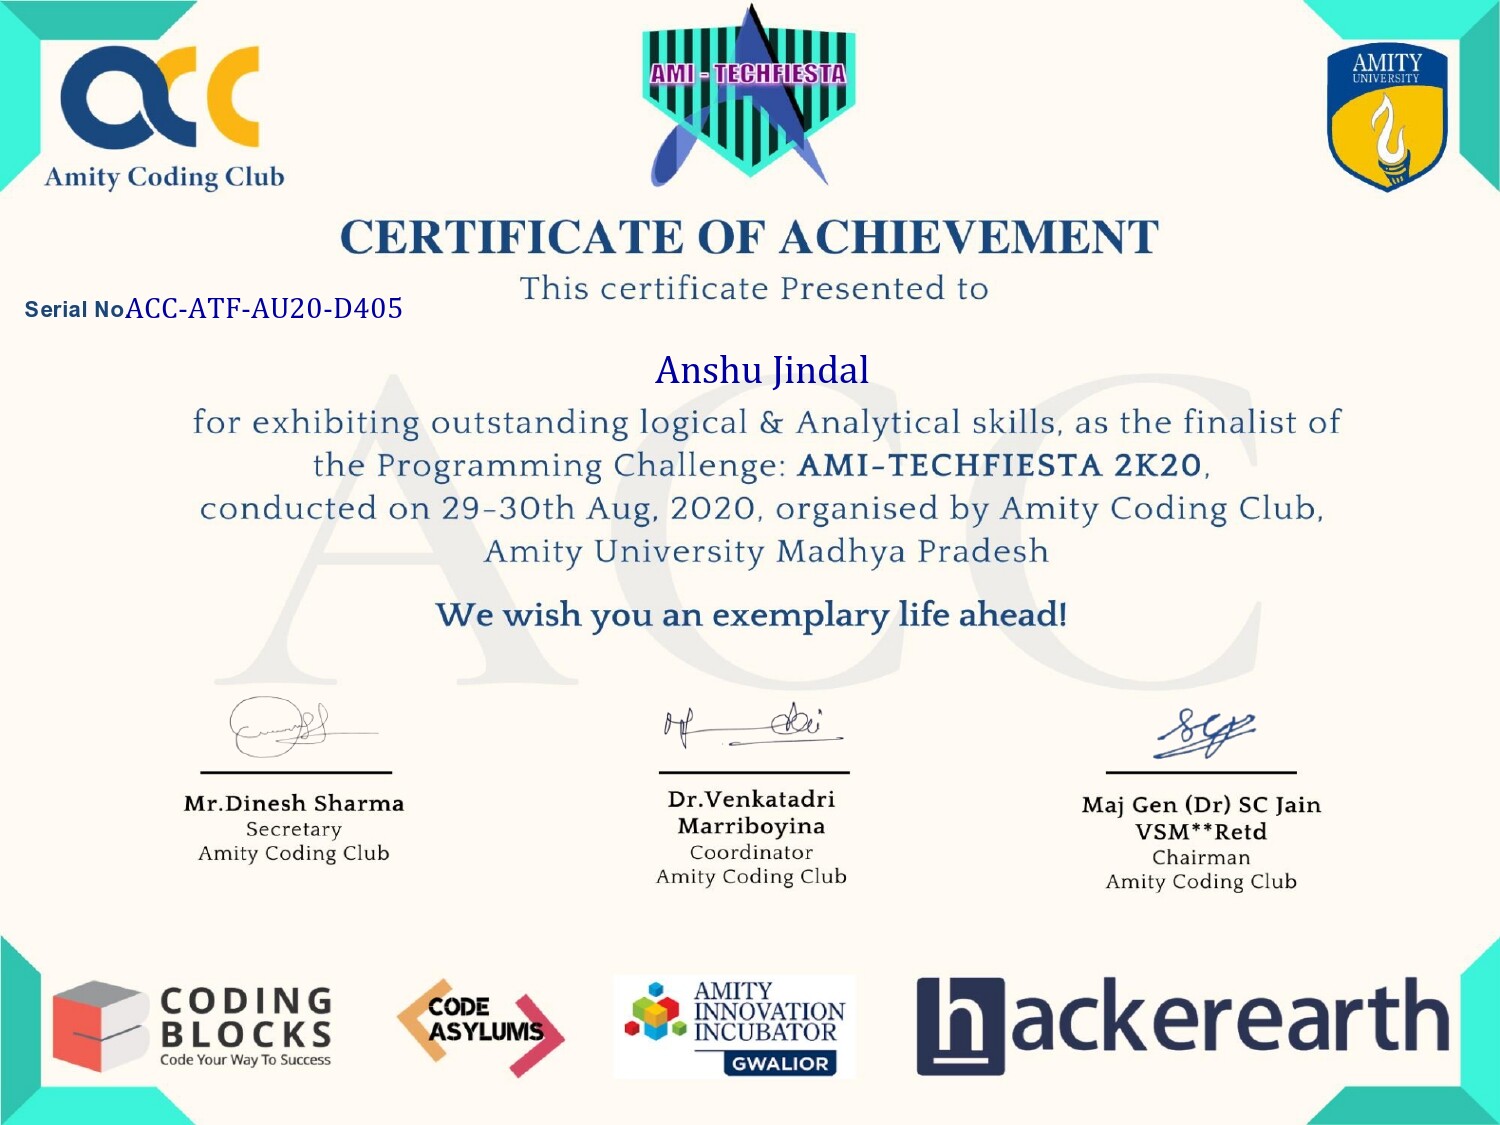 acc
Amity Coding Club
AMI - TECHFIESTA
AMITY
UNIVERSITY
CERTIFICATE OF ACHIEVEMENT
This certificate Presented to
Serial No ACC-ATF-AU20-D405
Anshu Jindal
for exhibiting outstanding logical & Analytical skills, as the finalist of
the Programming Challenge: AMI-TECHFIESTA 2K20,
conducted on 29-30th Aug, 2020, organised by Amity Coding Club,
Amity University Madhya Pradesh
We wish you an exemplary life ahead!
ACC
Mr.Dinesh Sharma
Secretary
Amity Coding Club
Dr.Venkatadri
Marriboyina
Coordinator
Amity Coding Club
Maj Gen (Dr) SC Jain
VSM**Retd
Chairman
Amity Coding Club
CODING
BLOCKS
Code Your Way To Success
CODE
ASYLUMS
AMITY
INNOVATION
INCUBATOR
GWALIOR
hackerearth